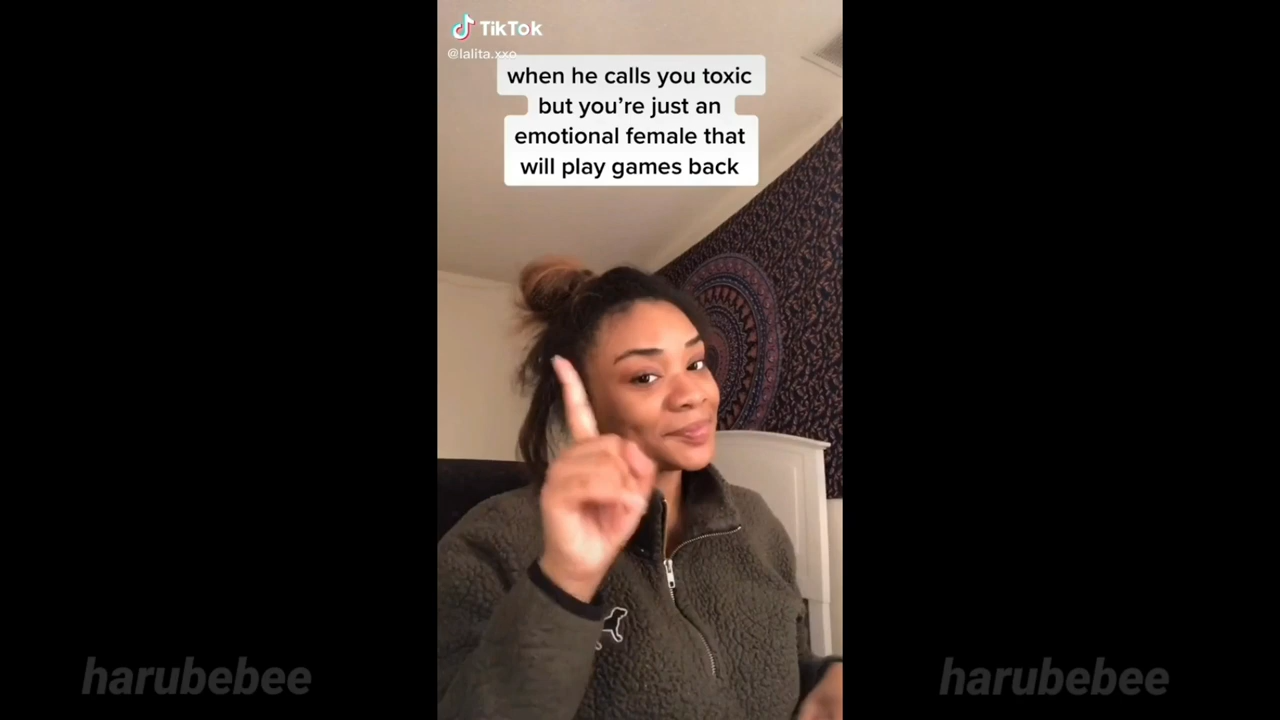 TikTok
@lalita.xxo
when he calls you toxic
but you’re just an
emotional female that
will play games back
harubebee
harubebee